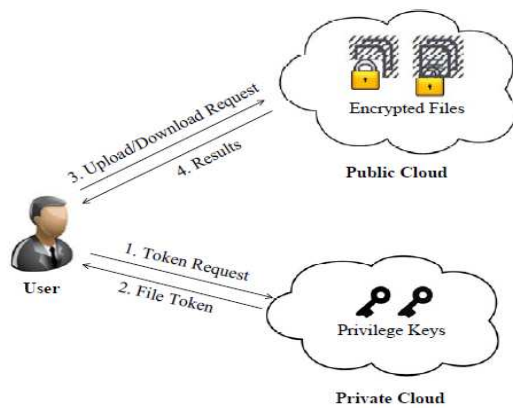 Encrypted Files
Public Cloud
3. Upload/Download Request
4. Results
User
1. Token Request
2. File Token
Privilege Keys
Private Cloud